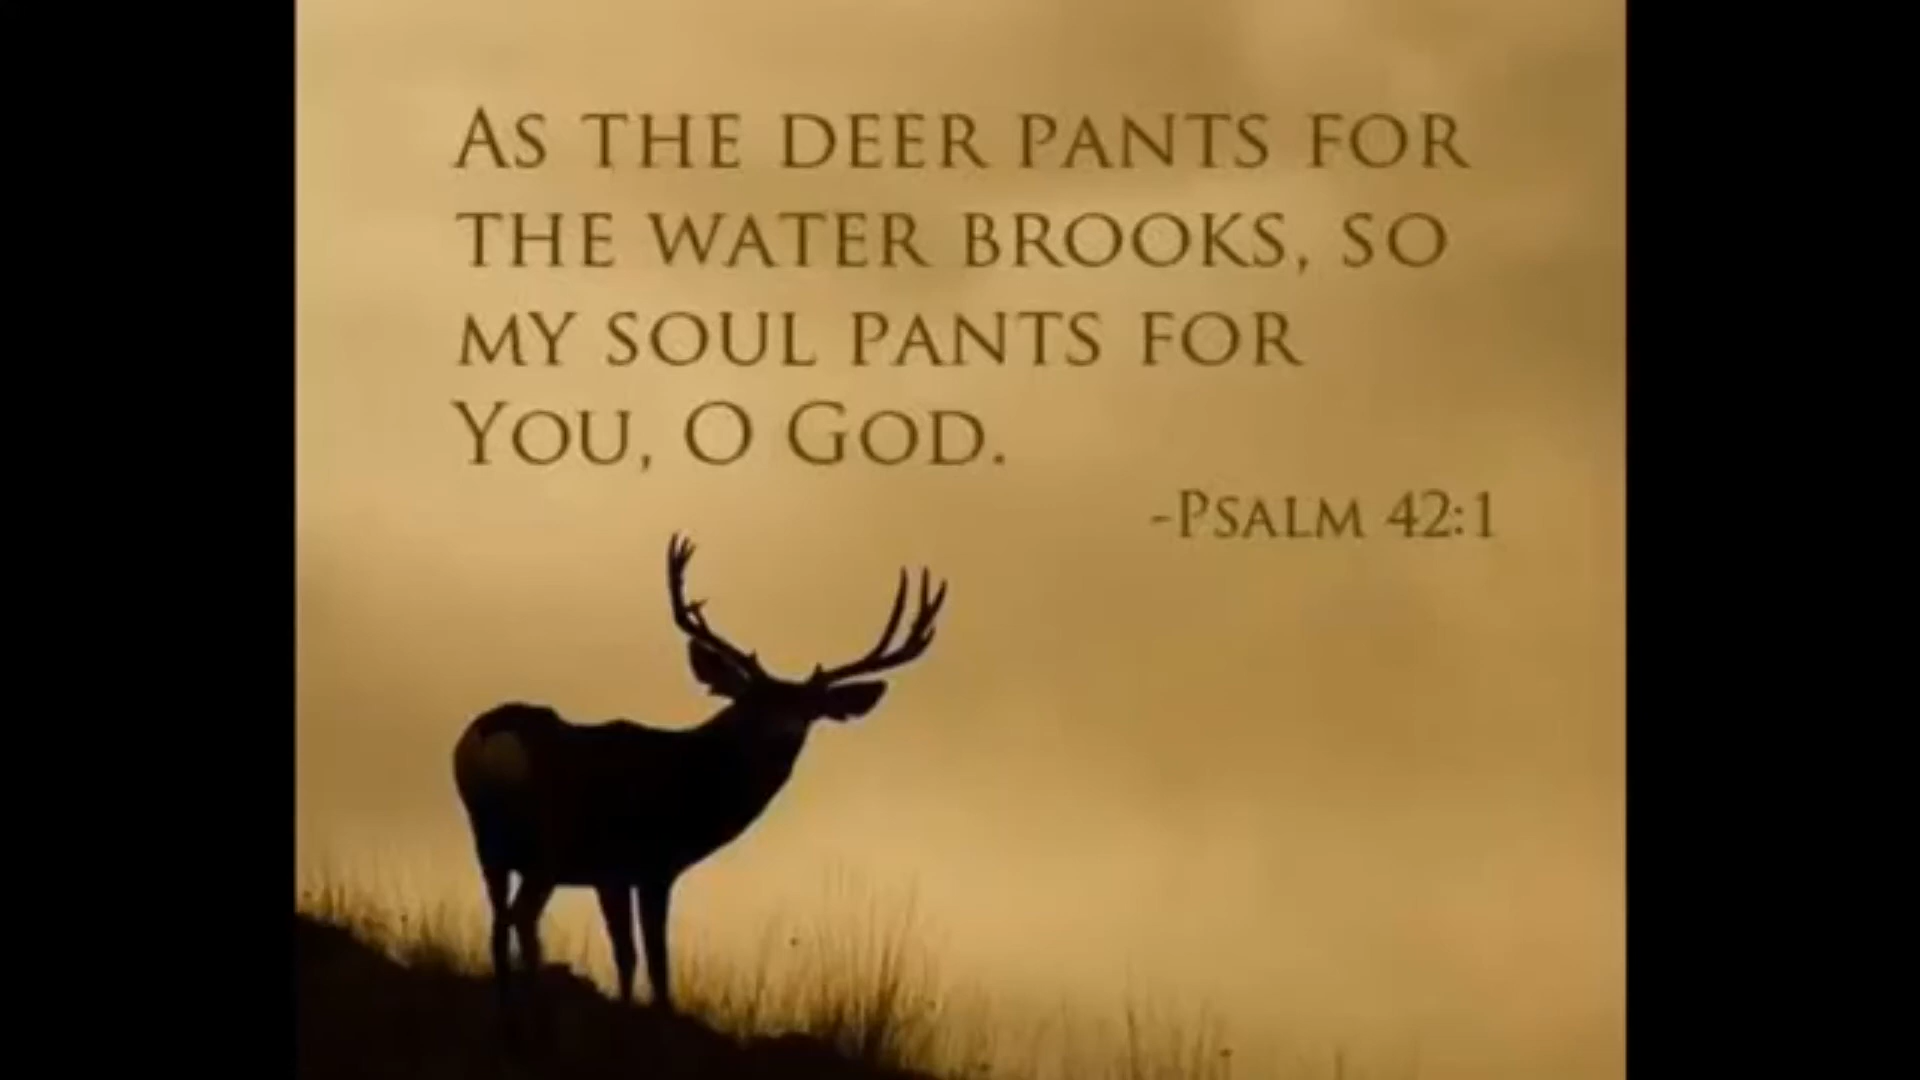 As the deer pants for
the water brooks, so
my soul pants for
You, O God.
-Psalm 42:1